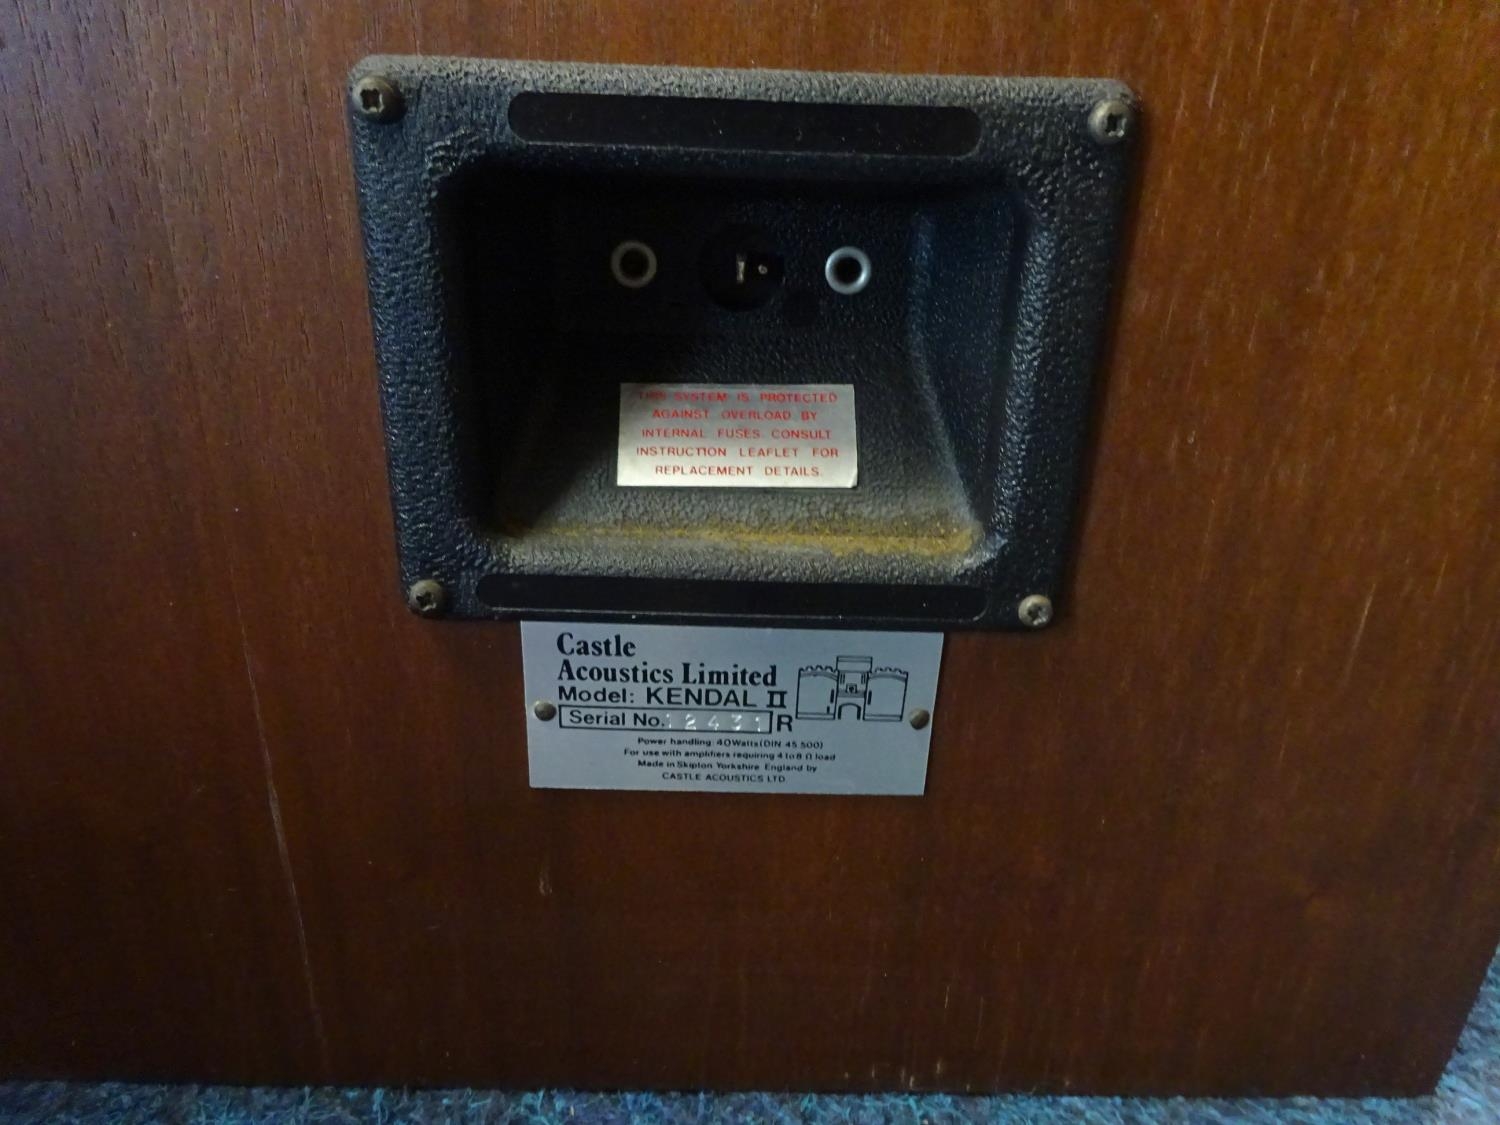 THIS SYSTEM IS PROTECTED
AGAINST OVERLOAD BY
INTERNAL FUSES. CONSULT
INSTRUCTION LEAFLET FOR
REPLACEMENT DETAILS.
Castle
Acoustics Limited
Model: KENDAL II
Serial No. 12431 R
Power handling: 40Watts (DIN 45 500)
For use with amplifiers requiring 4 to 8 Ω load
Made in Skipton Yorkshire England by
CASTLE ACOUSTICS LTD.